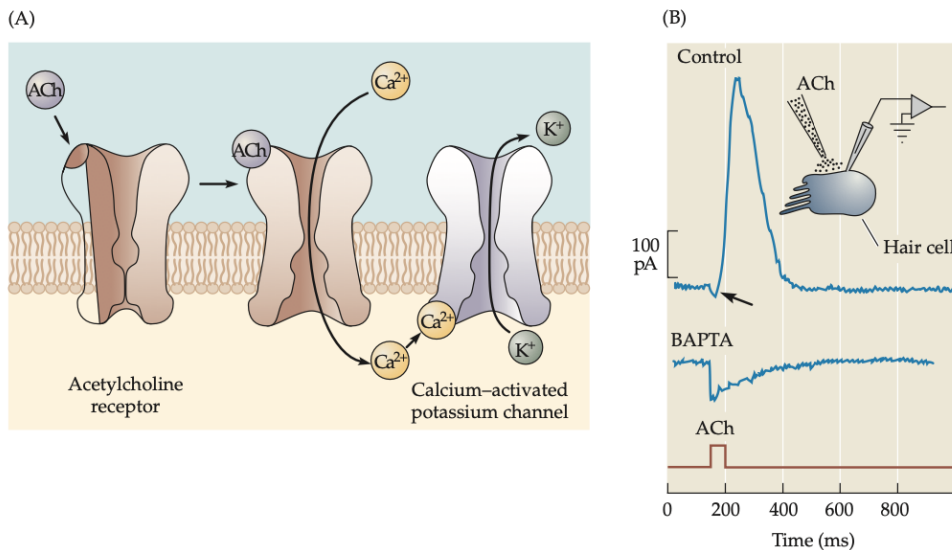 (A)
ACh
Ca2+
K+
ACh
Ca2+
Ca2+
K+
Acetylcholine
receptor
Calcium–activated
potassium channel
(B)
Control
ACh
100
pA
Hair cell
BAPTA
ACh
0 200 400 600 800
Time (ms)